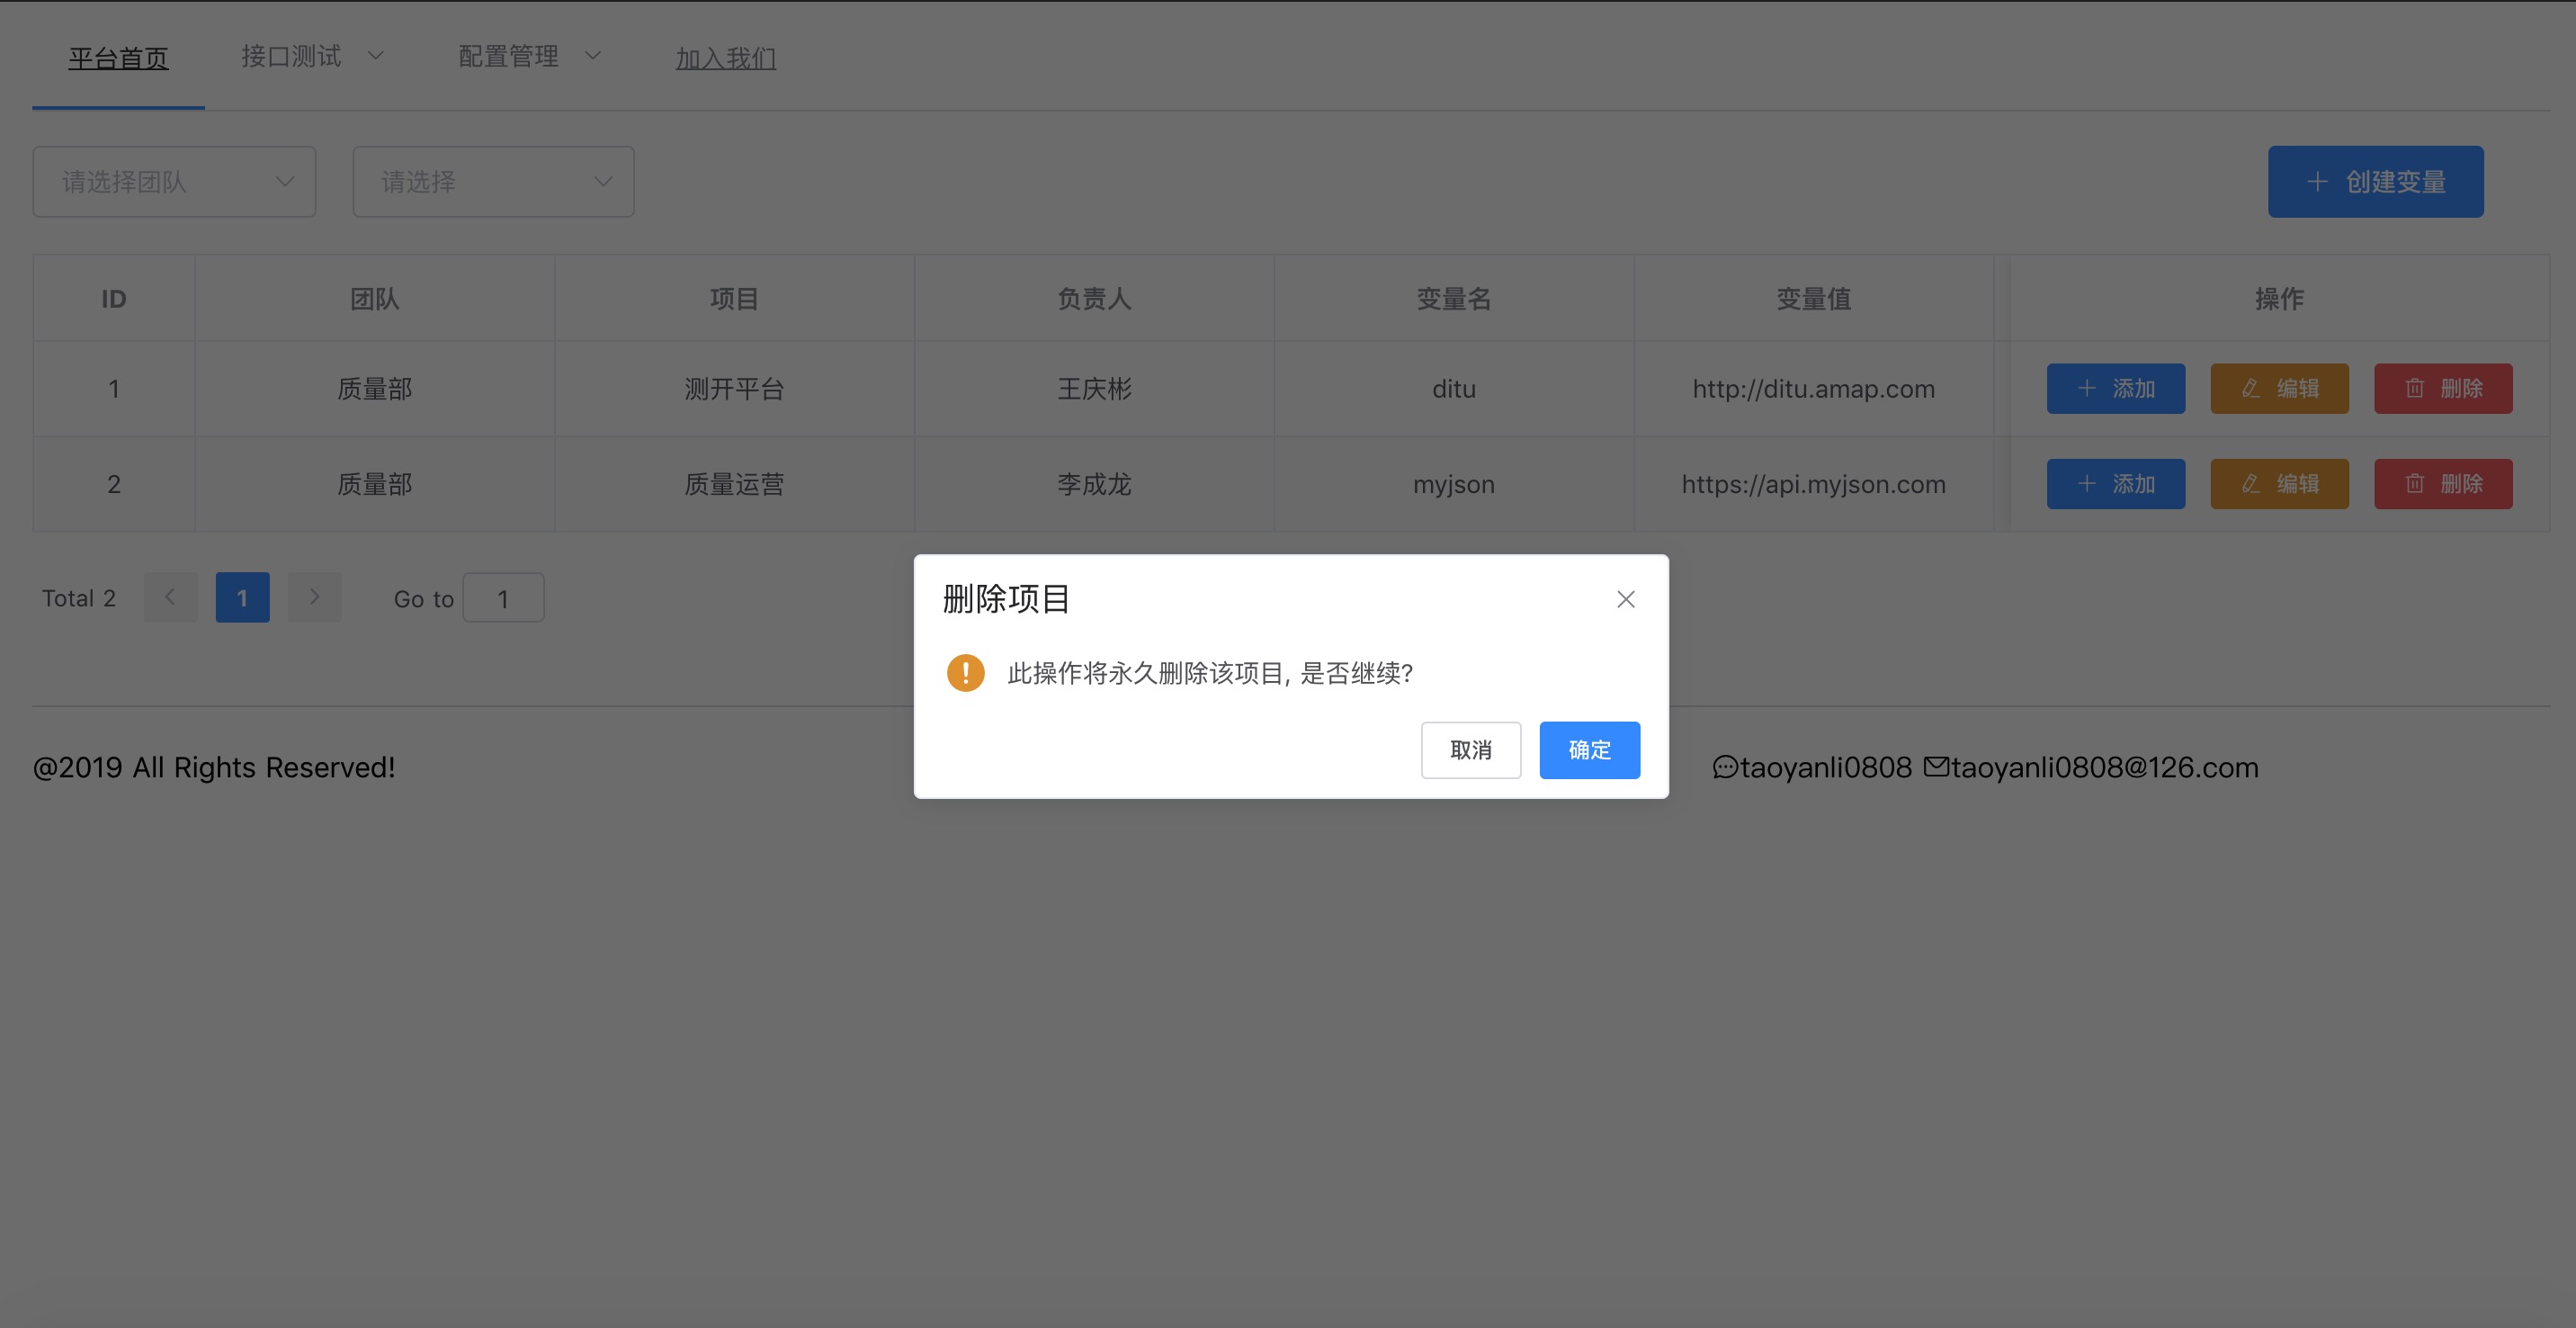 平台首页 接口测试 配置管理 加入我们
请选择团队 请选择 创建变量
ID 团队 项目 负责人 变量名 变量值 操作
1 质量部 测开平台 王庆彬 ditu http://ditu.amap.com 添加 编辑 删除
2 质量部 质量运营 李成龙 myjson https://api.myjson.com 添加 编辑 删除
Total 2 1 Go to 1
删除项目
此操作将永久删除该项目, 是否继续?
取消 确定
@2019 All Rights Reserved! taoyanli0808 taoyanli0808@126.com